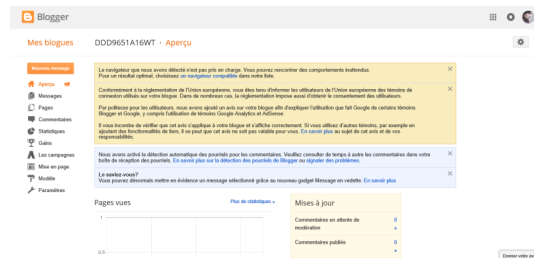 Blogger
Mes blogues
DDD9651A16WT · Aperçu
Nouveau message
Aperçu
Messages
Pages
Commentaires
Statistiques
Gains
Les campagnes
Mise en page
Modèle
Paramètres
Le navigateur que nous avons détecté n'est pas pris en charge. Vous pouvez rencontrer des comportements inattendus.
Pour un résultat optimal, choisissez un navigateur compatible dans notre liste.
Conformément à la réglementation de l'Union européenne, vous êtes tenu d'informer les utilisateurs de l'Union européenne des témoins de
connexion utilisés sur votre blogue. Dans de nombreux cas, la réglementation impose aussi d'obtenir le consentement des utilisateurs.
Par politesse pour les utilisateurs, nous avons ajouté un avis sur votre blogue afin d'expliquer l'utilisation que fait Google de certains témoins
Blogger et Google, y compris l'utilisation de témoins Google Analytics et AdSense.
Il vous incombe de vérifier que cet avis s'applique à votre blogue et s'affiche correctement. Si vous utilisez d'autres témoins, par exemple en
ajoutant des fonctionnalités de tiers, il se peut que cet avis ne soit pas valide pour vous. En savoir plus au sujet de cet avis et de vos
responsabilités.
Nous avons activé la détection automatique des pourriels pour les commentaires. Veuillez consulter de temps à autre les commentaires dans votre
boîte de réception des pourriels. En savoir plus sur la détection des pourriels de Blogger ou signaler des problèmes.
Le saviez-vous?
Vous pouvez désormais mettre en évidence un message sélectionné grâce au nouveau gadget Message en vedette. En savoir plus.
Pages vues
Plus de statistiques »
1
0.5
Mises à jour
Commentaires en attente de
modération
0
»
Commentaires publiés
0
»
Donner votre avi